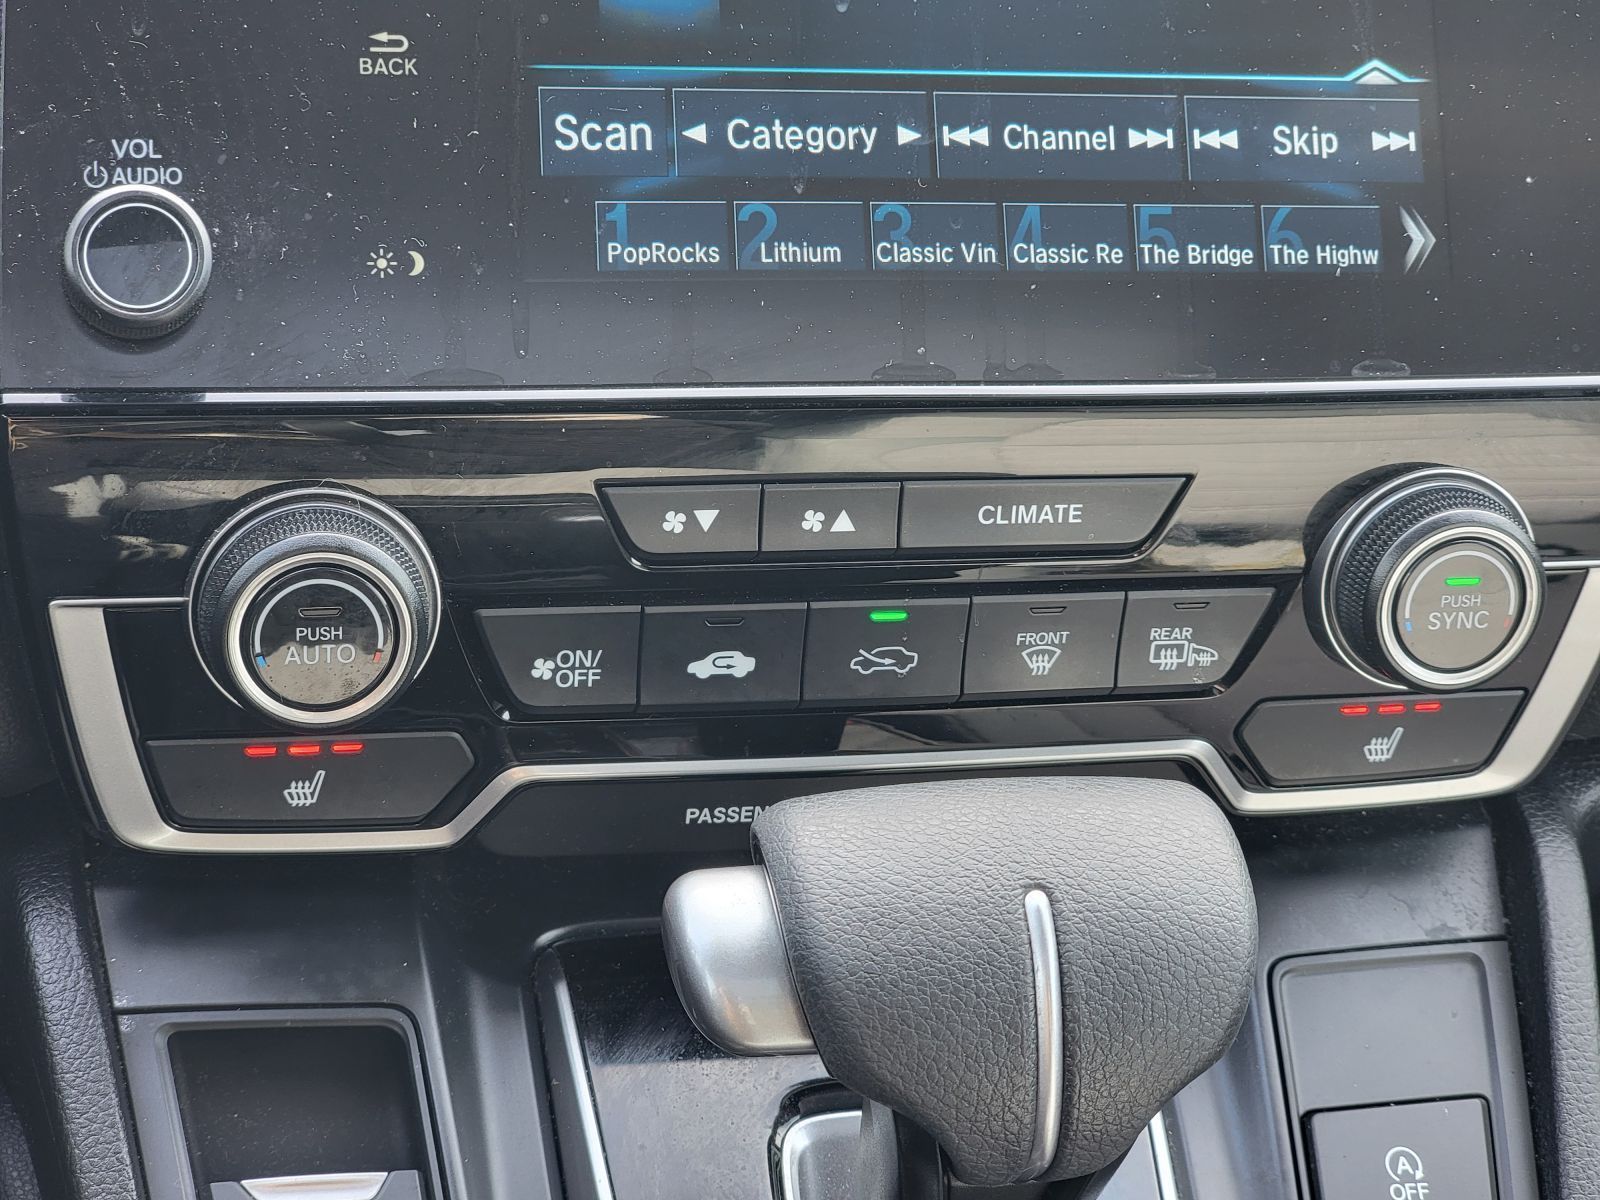 BACK
VOL
AUDIO
Scan
Category
Channel
Skip
1 PopRocks
2 Lithium
3 Classic Vin
4 Classic Re
5 The Bridge
6 The Highw
CLIMATE
PUSH
AUTO
ON/
OFF
FRONT
REAR
PUSH
SYNC
PASSEN
A
OFF